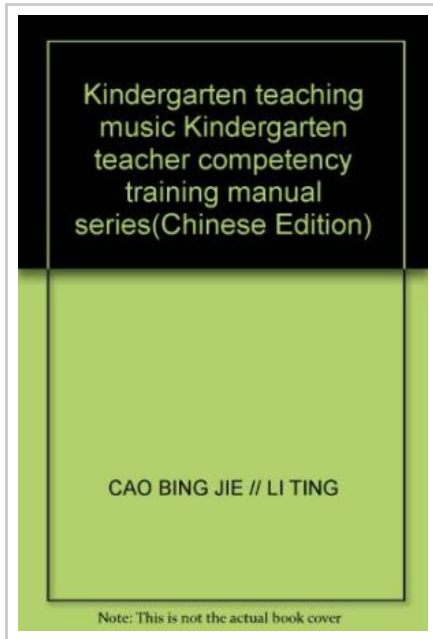 Kindergarten teaching
music Kindergarten
teacher competency
training manual
series(Chinese Edition)
CAO BING JIE // LI TING
Note: This is not the actual book cover